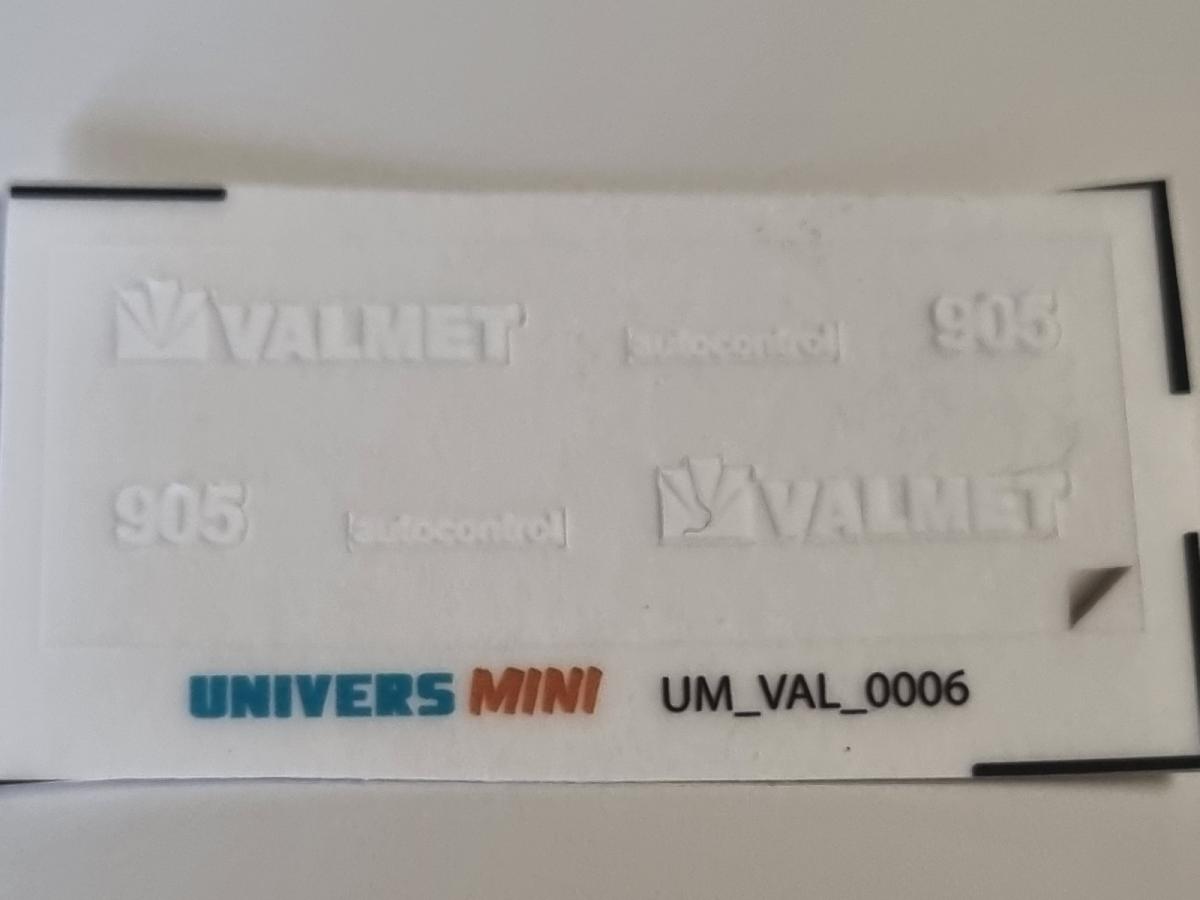 VALMET autocontrol 905
905 autocontrol VALMET
UNIVERS MINI UM_VAL_0006